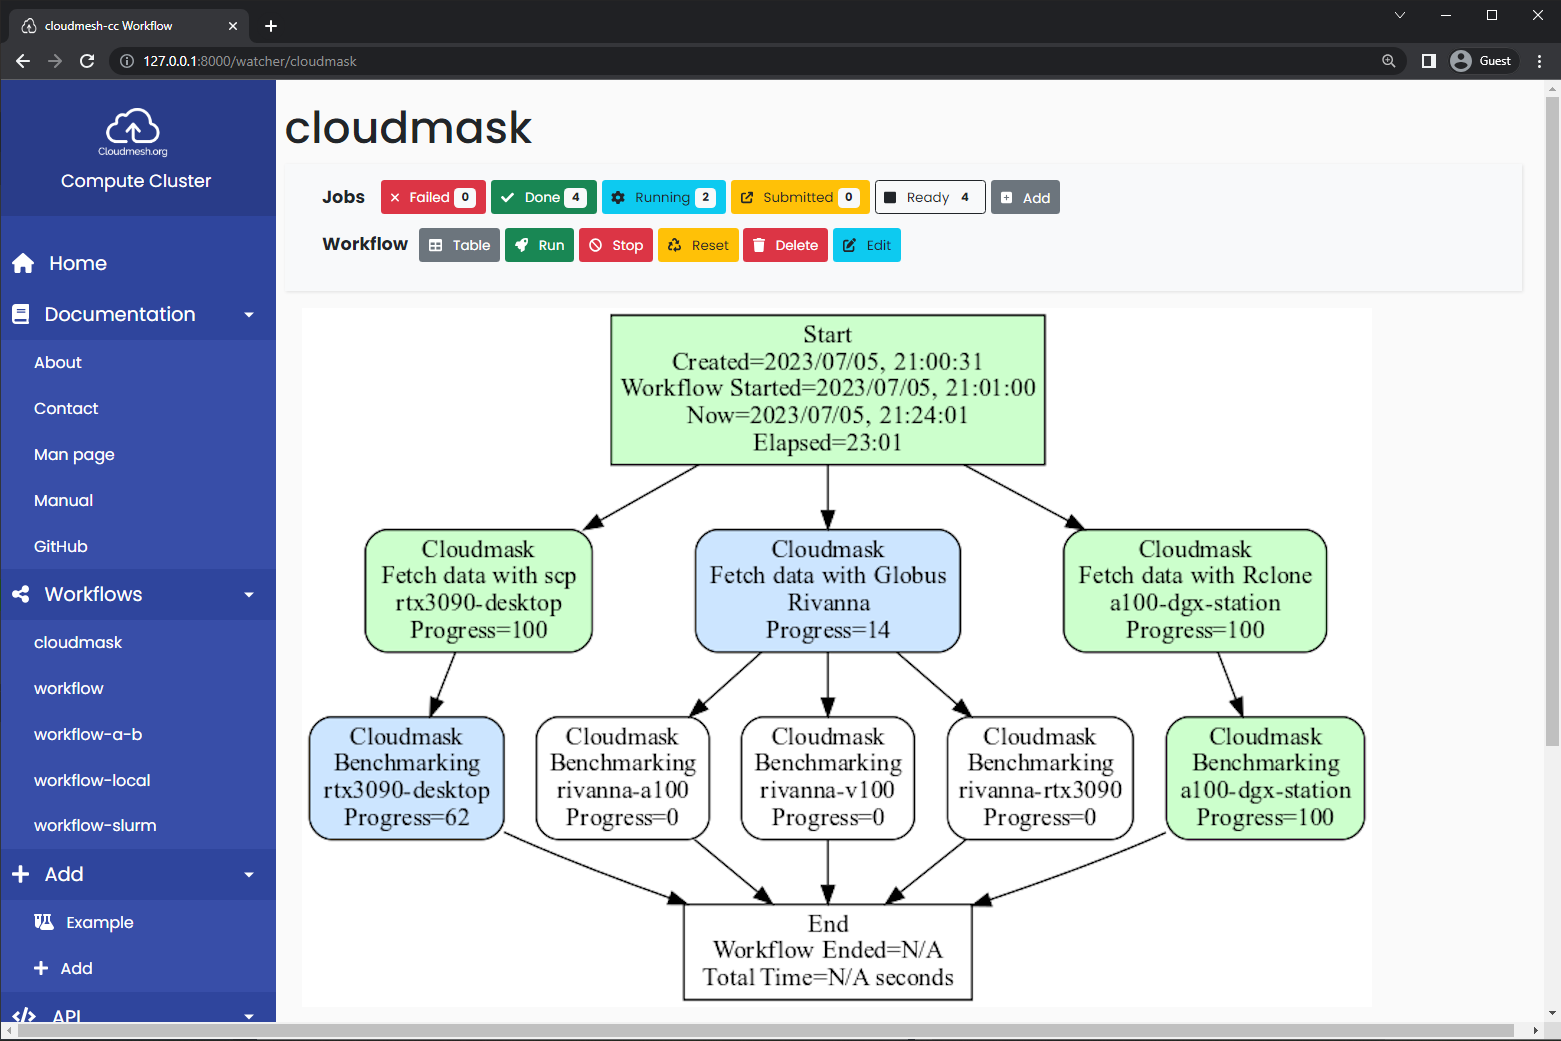 cloudmesh-cc Workflow
127.0.0.1:8000/watcher/cloudmask
Guest
Cloudmesh.org
Compute Cluster
Home
Documentation
About
Contact
Man page
Manual
GitHub
Workflows
cloudmask
workflow
workflow-a-b
workflow-local
workflow-slurm
Add
Example
Add
API
cloudmask
Jobs Failed 0 Done 4 Running 2 Submitted 0 Ready 4 Add
Workflow Table Run Stop Reset Delete Edit
Start
Created=2023/07/05, 21:00:31
Workflow Started=2023/07/05, 21:01:00
Now=2023/07/05, 21:24:01
Elapsed=23:01
Cloudmask
Fetch data with scp
rtx3090-desktop
Progress=100
Cloudmask
Fetch data with Globus
Rivanna
Progress=14
Cloudmask
Fetch data with Rclone
a100-dgx-station
Progress=100
Cloudmask
Benchmarking
rtx3090-desktop
Progress=62
Cloudmask
Benchmarking
rivanna-a100
Progress=0
Cloudmask
Benchmarking
rivanna-v100
Progress=0
Cloudmask
Benchmarking
rivanna-rtx3090
Progress=0
Cloudmask
Benchmarking
a100-dgx-station
Progress=100
End
Workflow Ended=N/A
Total Time=N/A seconds